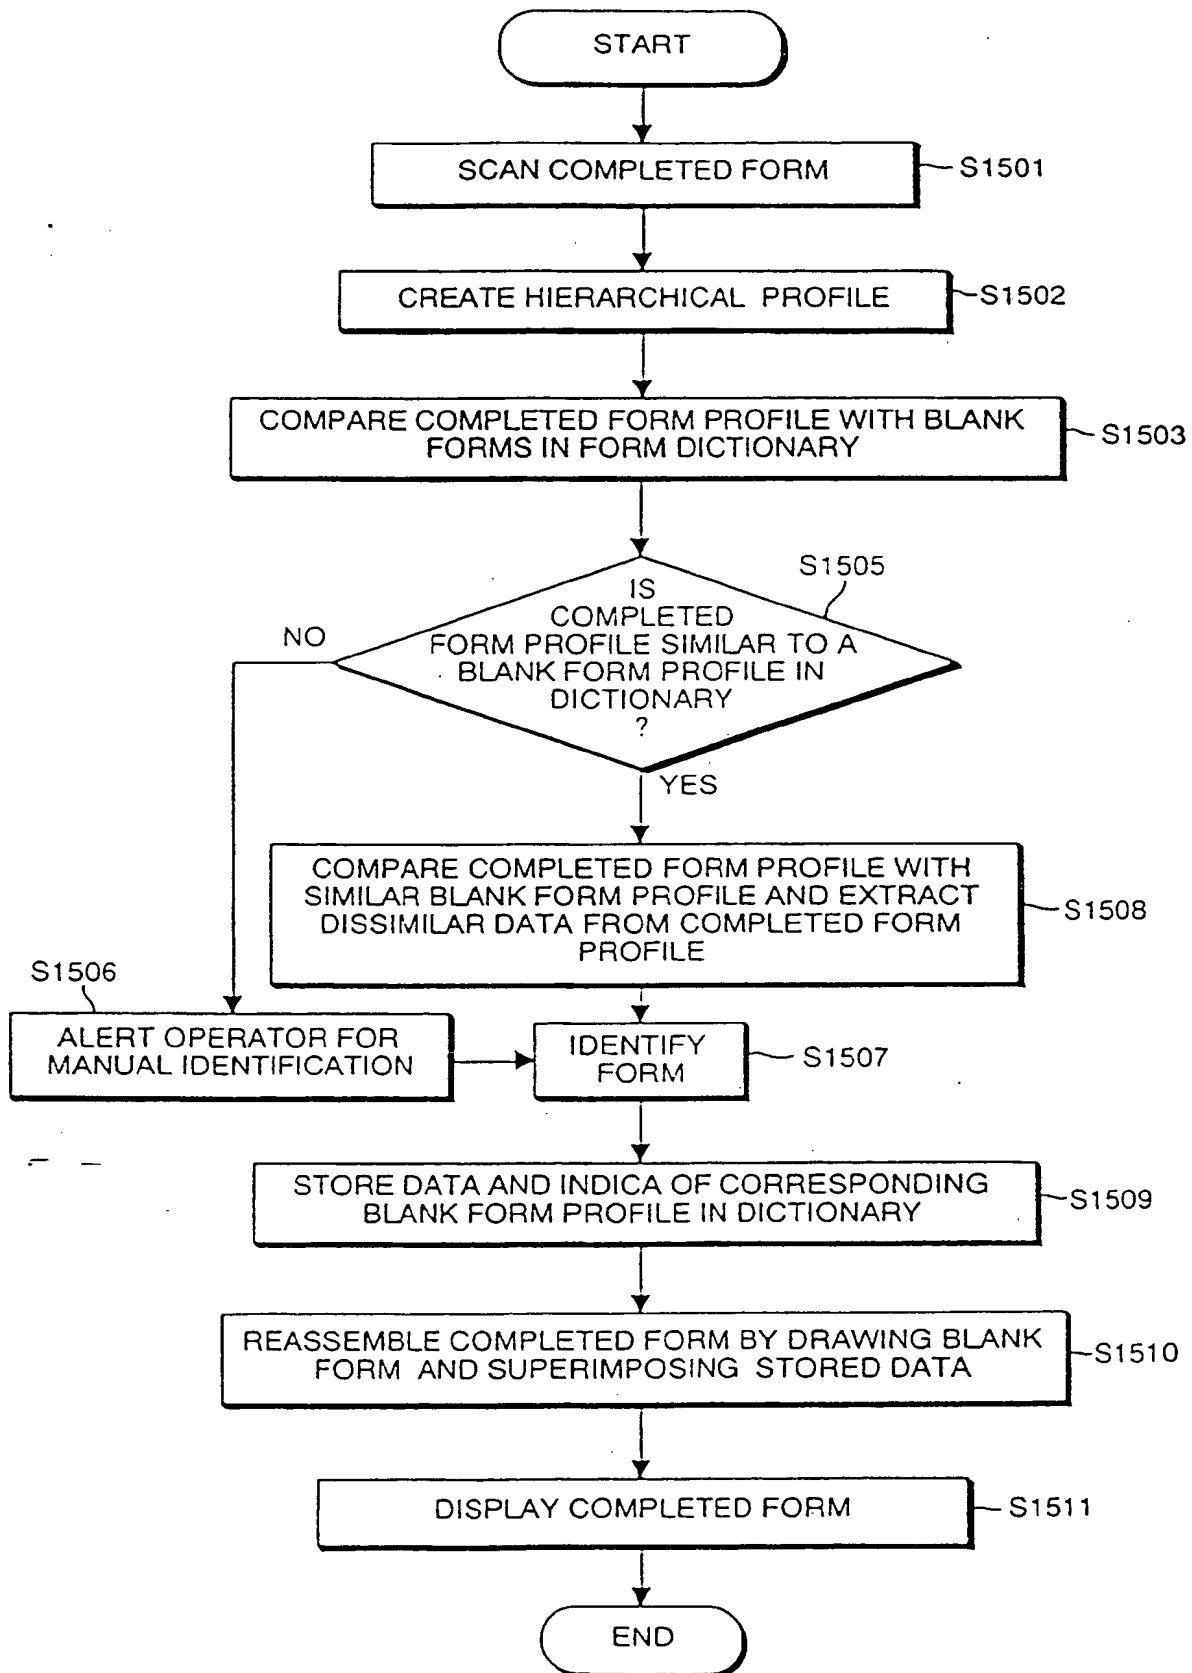 START
SCAN COMPLETED FORM
S1501
CREATE HIERARCHICAL PROFILE
S1502
COMPARE COMPLETED FORM PROFILE WITH BLANK
FORMS IN FORM DICTIONARY
S1503
S1505
IS
COMPLETED
FORM PROFILE SIMILAR TO A
BLANK FORM PROFILE IN
DICTIONARY
?
NO
YES
COMPARE COMPLETED FORM PROFILE WITH
SIMILAR BLANK FORM PROFILE AND EXTRACT
DISSIMILAR DATA FROM COMPLETED FORM
PROFILE
S1508
S1506
ALERT OPERATOR FOR
MANUAL IDENTIFICATION
IDENTIFY
FORM
S1507
STORE DATA AND INDICA OF CORRESPONDING
BLANK FORM PROFILE IN DICTIONARY
S1509
REASSEMBLE COMPLETED FORM BY DRAWING BLANK
FORM AND SUPERIMPOSING STORED DATA
S1510
DISPLAY COMPLETED FORM
S1511
END